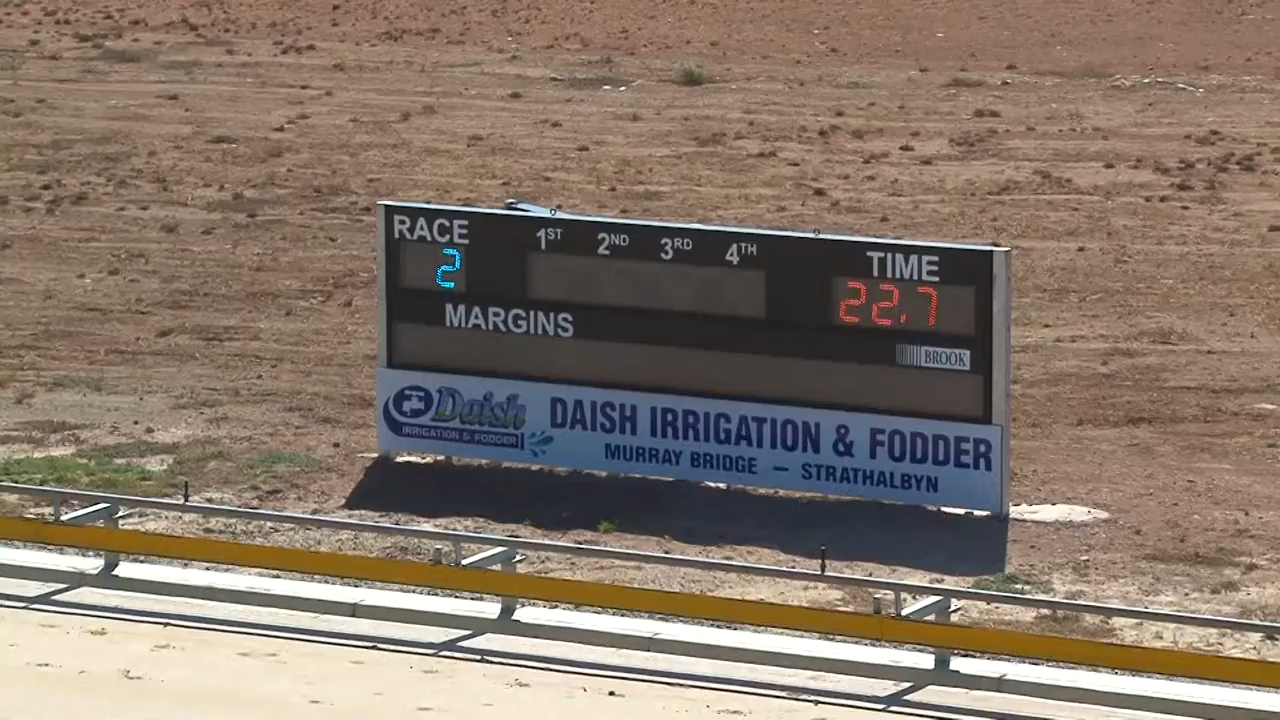 RACE 1ST 2ND 3RD 4TH TIME
2 22.7
MARGINS
BROOK
Daish
IRRIGATION & FODDER
DAISH IRRIGATION & FODDER
MURRAY BRIDGE — STRATHALBYN